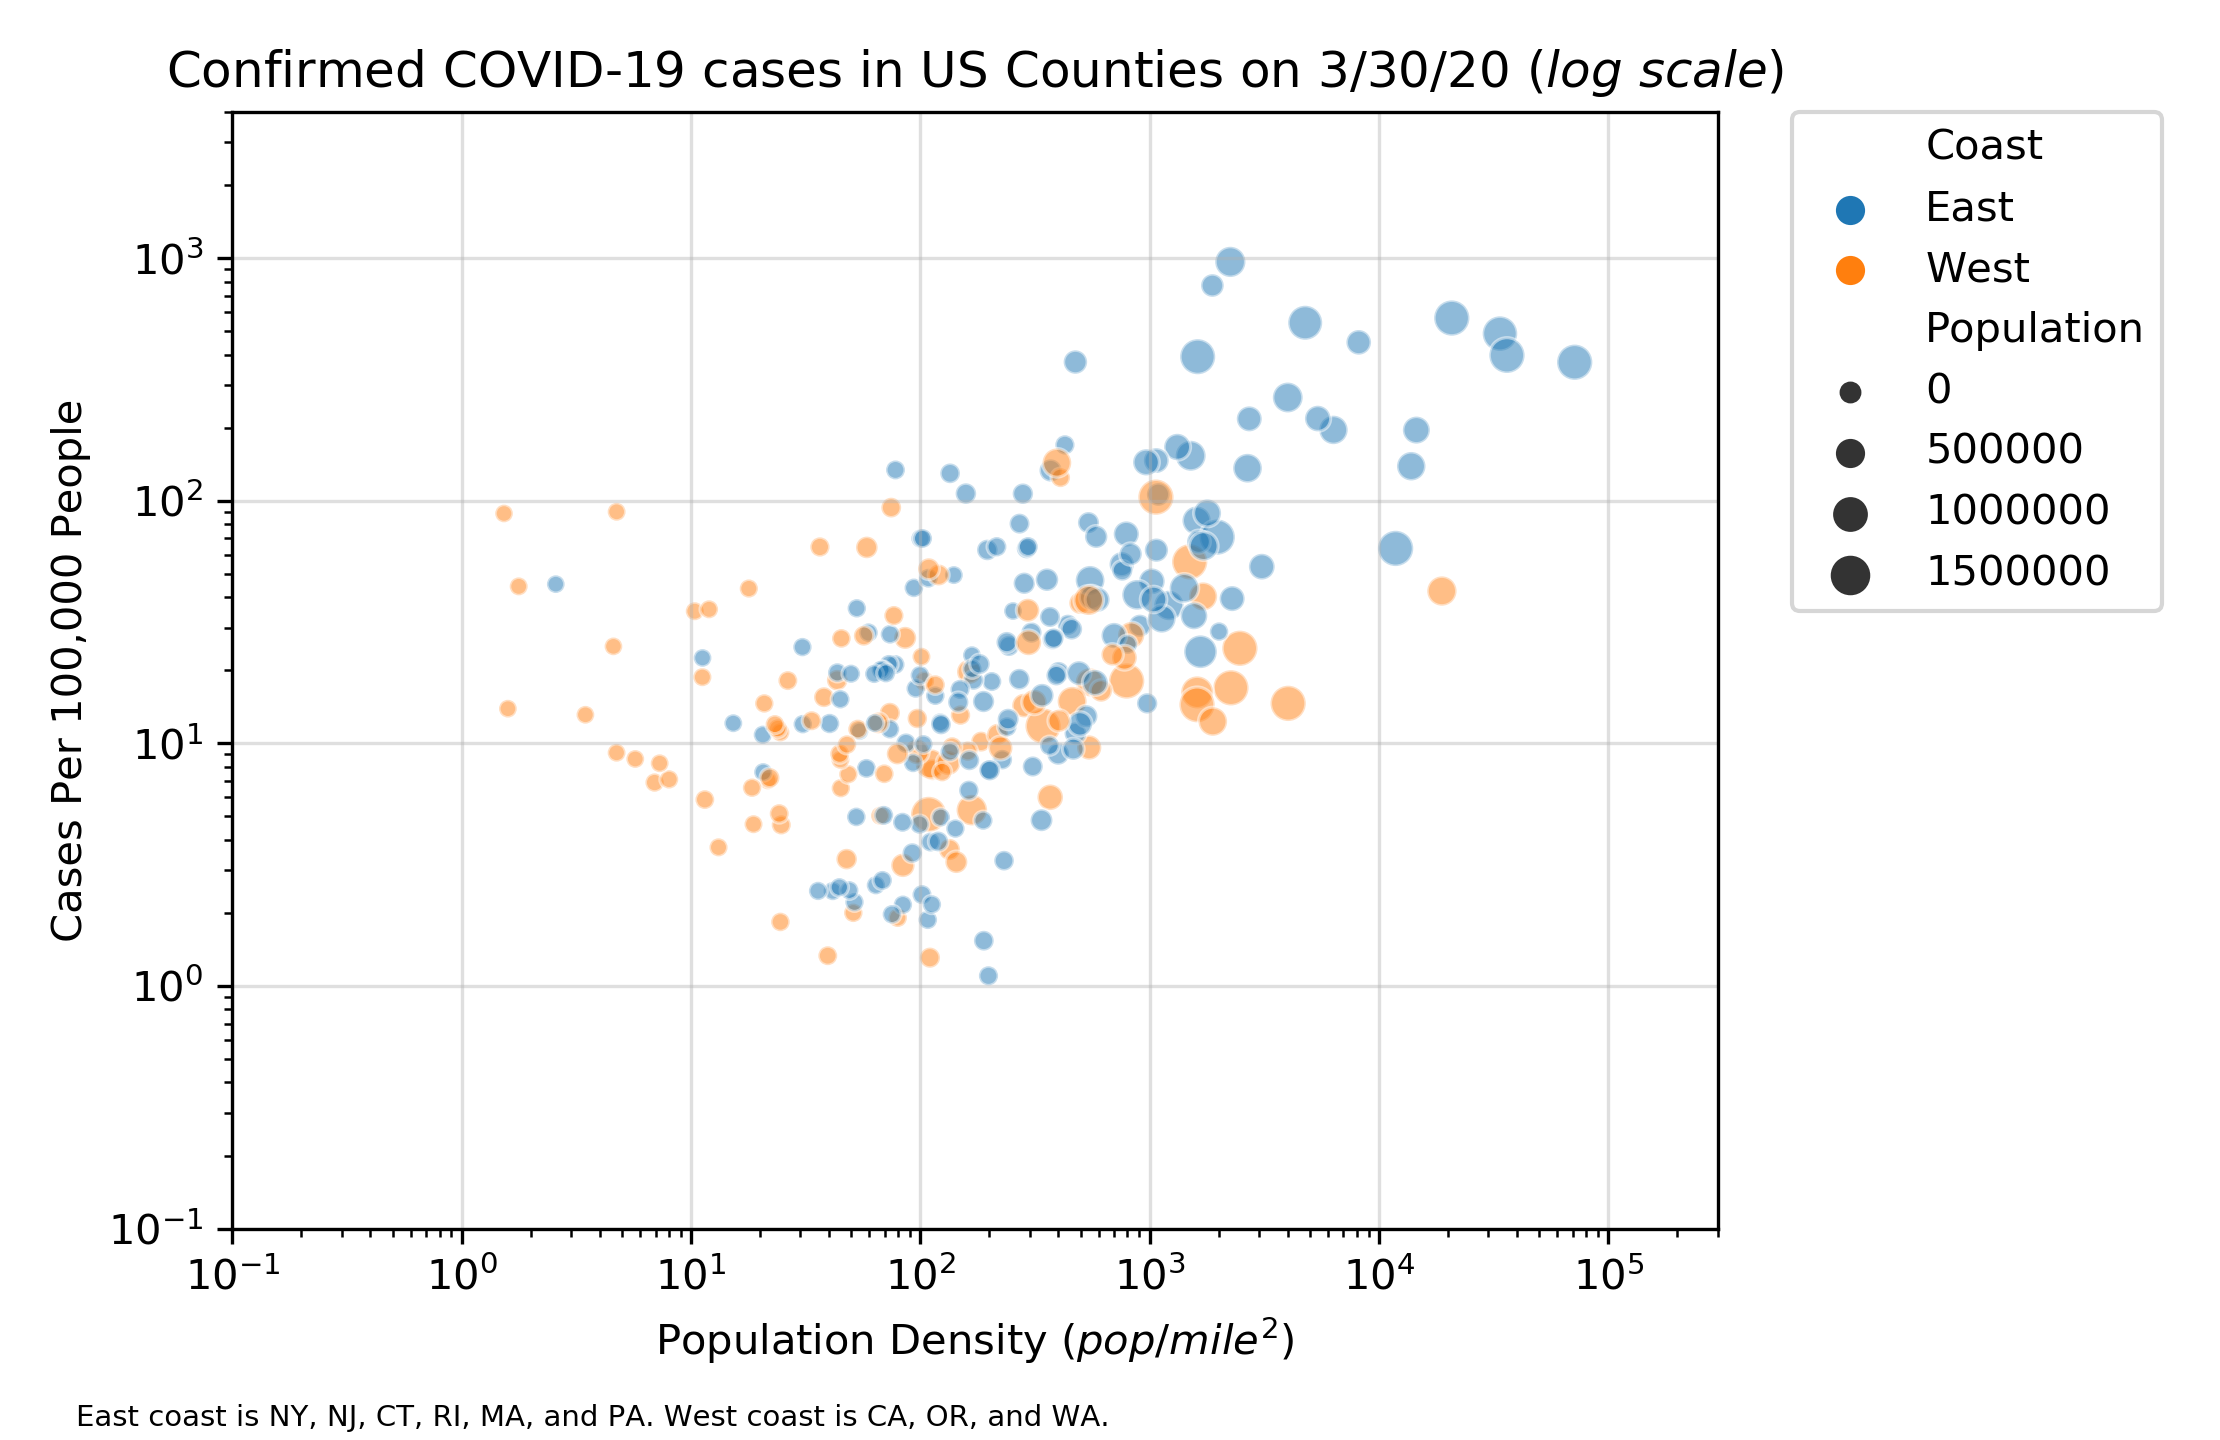 Confirmed COVID-19 cases in US Counties on 3/30/20 (log scale)
Cases Per 100,000 People
10³
10²
10¹
10⁰
10⁻¹
10⁻¹ 10⁰ 10¹ 10² 10³ 10⁴ 10⁵
Population Density (pop/mile²)
Coast
East
West
Population
0
500000
1000000
1500000
East coast is NY, NJ, CT, RI, MA, and PA. West coast is CA, OR, and WA.